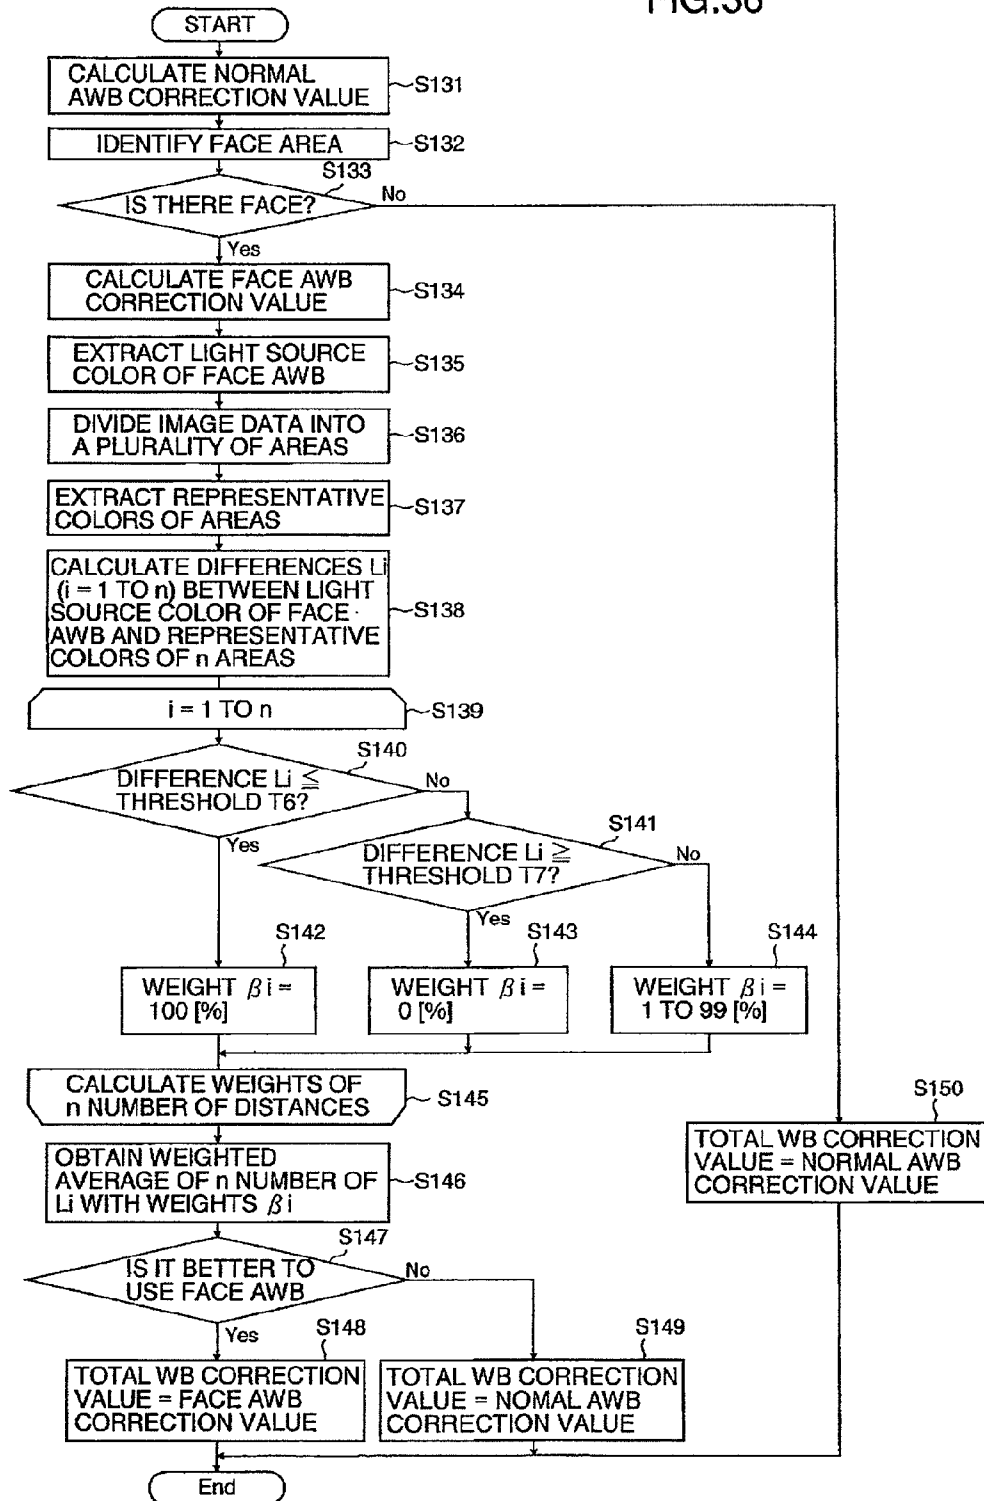 FIG.36
START
CALCULATE NORMAL
AWB CORRECTION VALUE
S131
IDENTIFY FACE AREA
S132
S133
IS THERE FACE?
No
Yes
CALCULATE FACE AWB
CORRECTION VALUE
S134
EXTRACT LIGHT SOURCE
COLOR OF FACE AWB
S135
DIVIDE IMAGE DATA INTO
A PLURALITY OF AREAS
S136
EXTRACT REPRESENTATIVE
COLORS OF AREAS
S137
CALCULATE DIFFERENCES Li
(i = 1 TO n) BETWEEN LIGHT
SOURCE COLOR OF FACE
AWB AND REPRESENTATIVE
COLORS OF n AREAS
S138
i = 1 TO n
S139
S140
DIFFERENCE Li ≦
THRESHOLD T6?
No
Yes
S141
DIFFERENCE Li ≧
THRESHOLD T7?
No
Yes
S142
WEIGHT βi =
100 [%]
S143
WEIGHT βi =
0 [%]
S144
WEIGHT βi =
1 TO 99 [%]
CALCULATE WEIGHTS OF
n NUMBER OF DISTANCES
S145
OBTAIN WEIGHTED
AVERAGE OF n NUMBER OF
Li WITH WEIGHTS βi
S146
S147
IS IT BETTER TO
USE FACE AWB
No
Yes
S148
TOTAL WB CORRECTION
VALUE = FACE AWB
CORRECTION VALUE
S149
TOTAL WB CORRECTION
VALUE = NOMAL AWB
CORRECTION VALUE
S150
TOTAL WB CORRECTION
VALUE = NORMAL AWB
CORRECTION VALUE
End